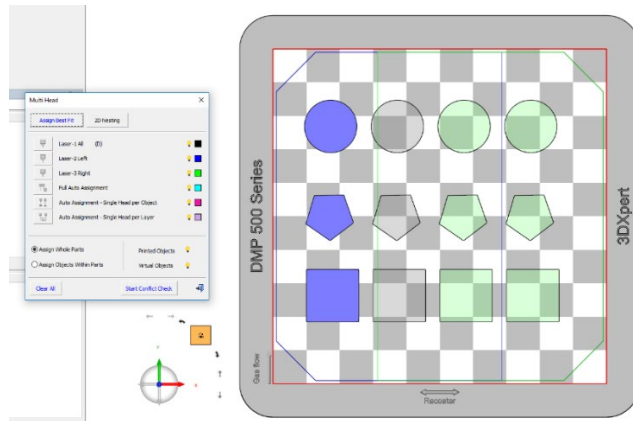 Multi Head
Assign Best Fit
2D Nesting
Laser-1 All (D)
Laser-2 Left
Laser-3 Right
Full Auto Assignment
Auto Assignment - Single Head per Object
Auto Assignment - Single Head per Layer
Assign Whole Parts
Printed Objects
Assign Objects Within Parts
Virtual Objects
Clear All
Start Conflict Check
DMP 500 Series
3DXpert
Gas flow
Recoater